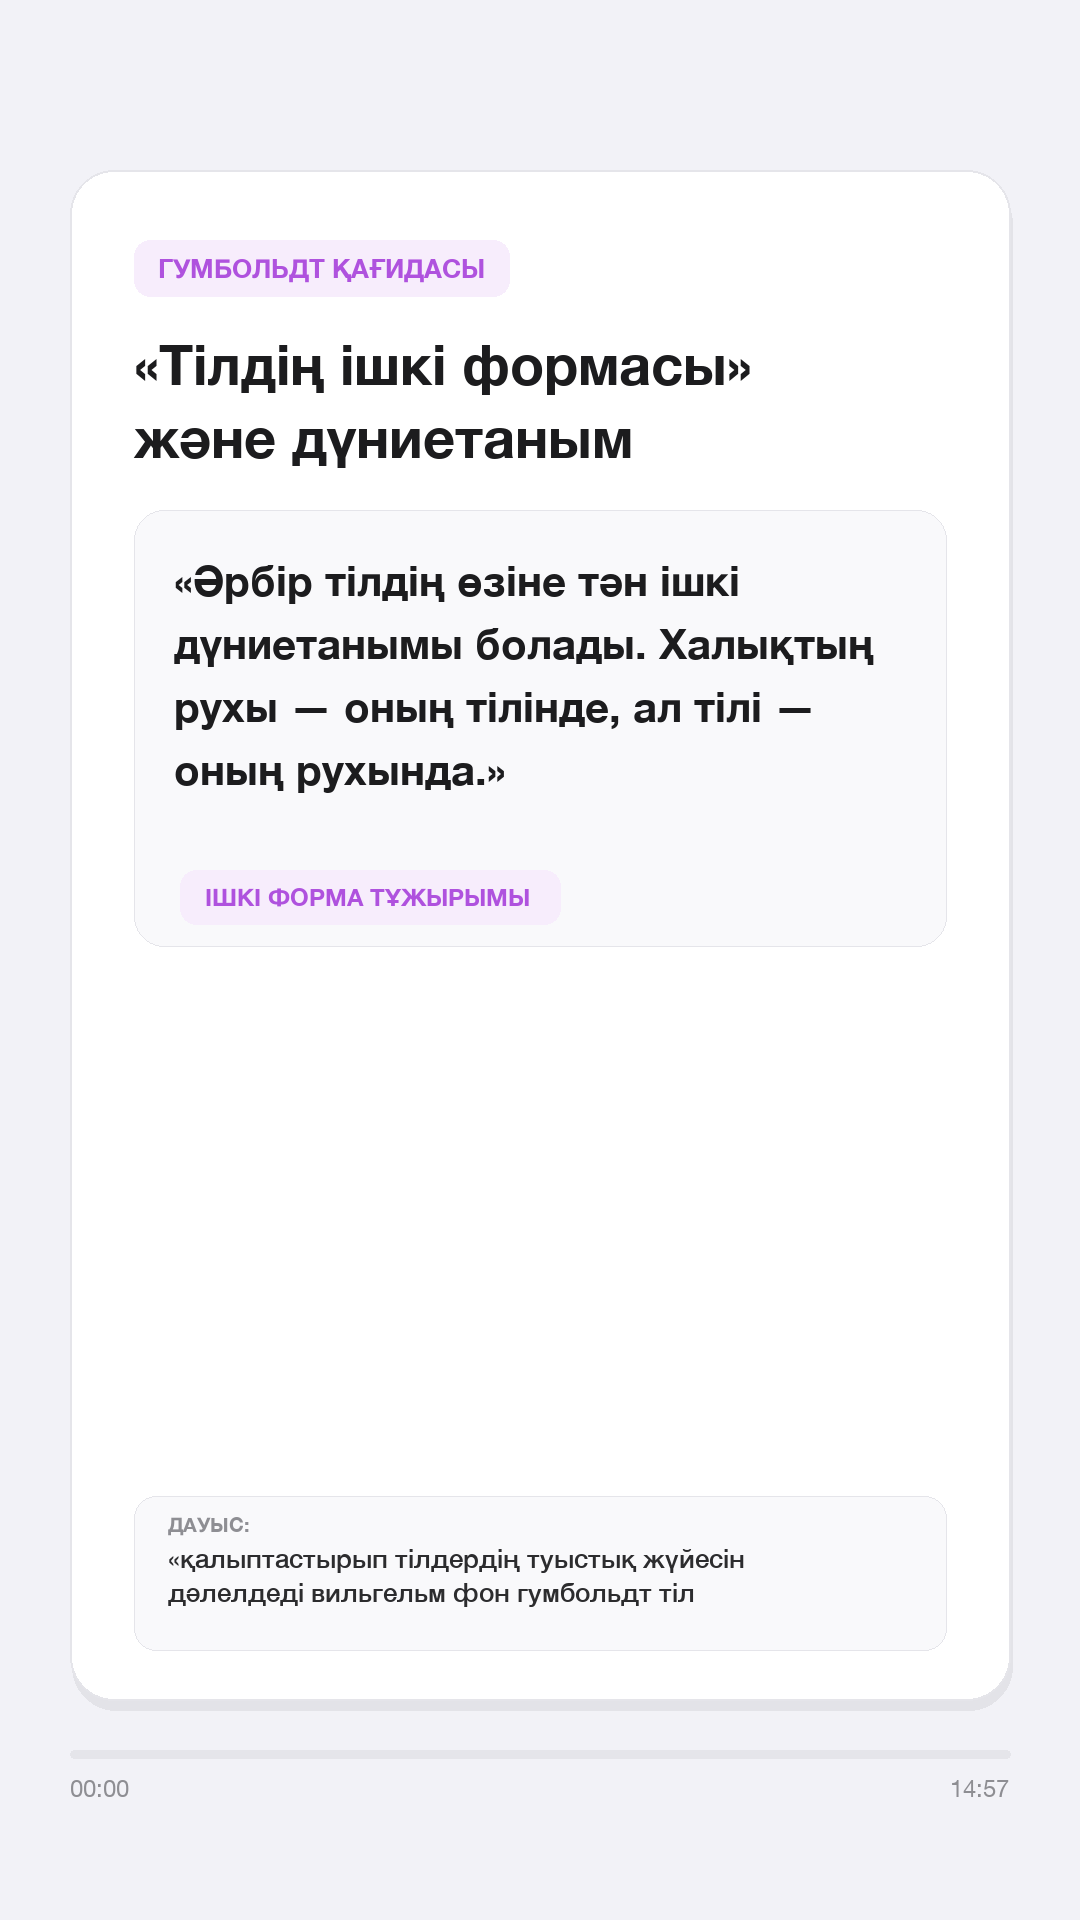 ГУМБОЛЬДТ ҚАҒИДАСЫ
«Тілдің ішкі формасы»
және дүниетаным
«Әрбір тілдің өзіне тән ішкі
дүниетанымы болады. Халықтың
рухы — оның тілінде, ал тілі —
оның рухында.»
ІШКІ ФОРМА ТҰЖЫРЫМЫ
ДАУЫС:
«қалыптастырып тілдердің туыстық жүйесін
дәлелдеді вильгельм фон гумбольдт тіл
00:00
14:57